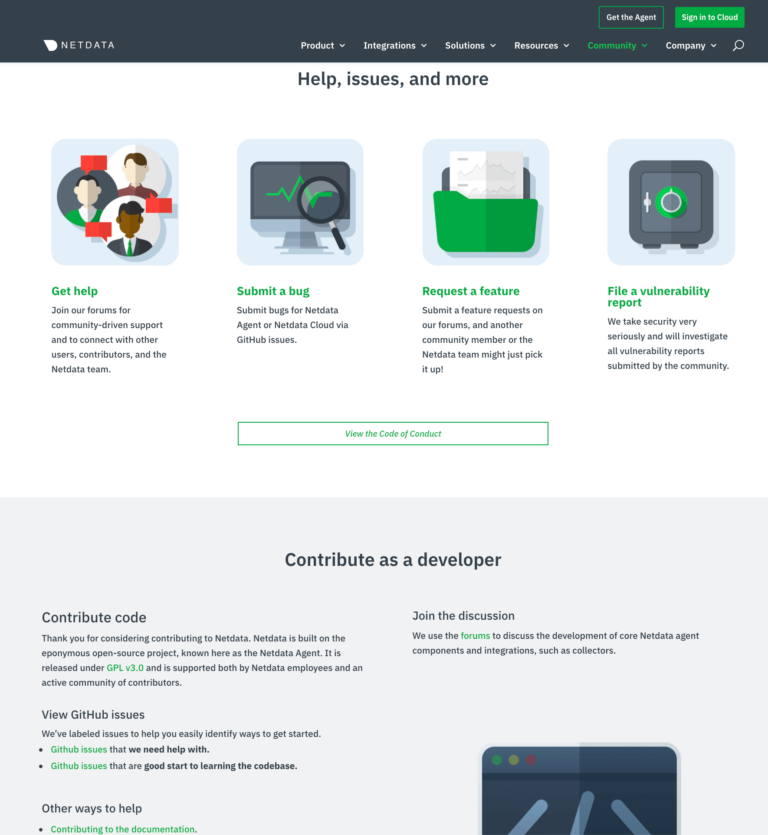 Get the Agent
Sign in to Cloud
NETDATA
Product
Integrations
Solutions
Resources
Community
Company
Help, issues, and more
Get help
Join our forums for
community-driven support
and to connect with other
users, contributors, and the
Netdata team.
Submit a bug
Submit bugs for Netdata
Agent or Netdata Cloud via
GitHub issues.
Request a feature
Submit a feature requests on
our forums, and another
community member or the
Netdata team might just pick
it up!
File a vulnerability
report
We take security very
seriously and will investigate
all vulnerability reports
submitted by the community.
View the Code of Conduct
Contribute as a developer
Contribute code
Thank you for considering contributing to Netdata. Netdata is built on the
eponymous open-source project, known here as the Netdata Agent. It is
released under GPL v3.0 and is supported both by Netdata employees and an
active community of contributors.
View GitHub issues
We've labeled issues to help you easily identify ways to get started.
• Github issues that we need help with.
• Github issues that are good start to learning the codebase.
Other ways to help
• Contributing to the documentation.
Join the discussion
We use the forums to discuss the development of core Netdata agent
components and integrations, such as collectors.